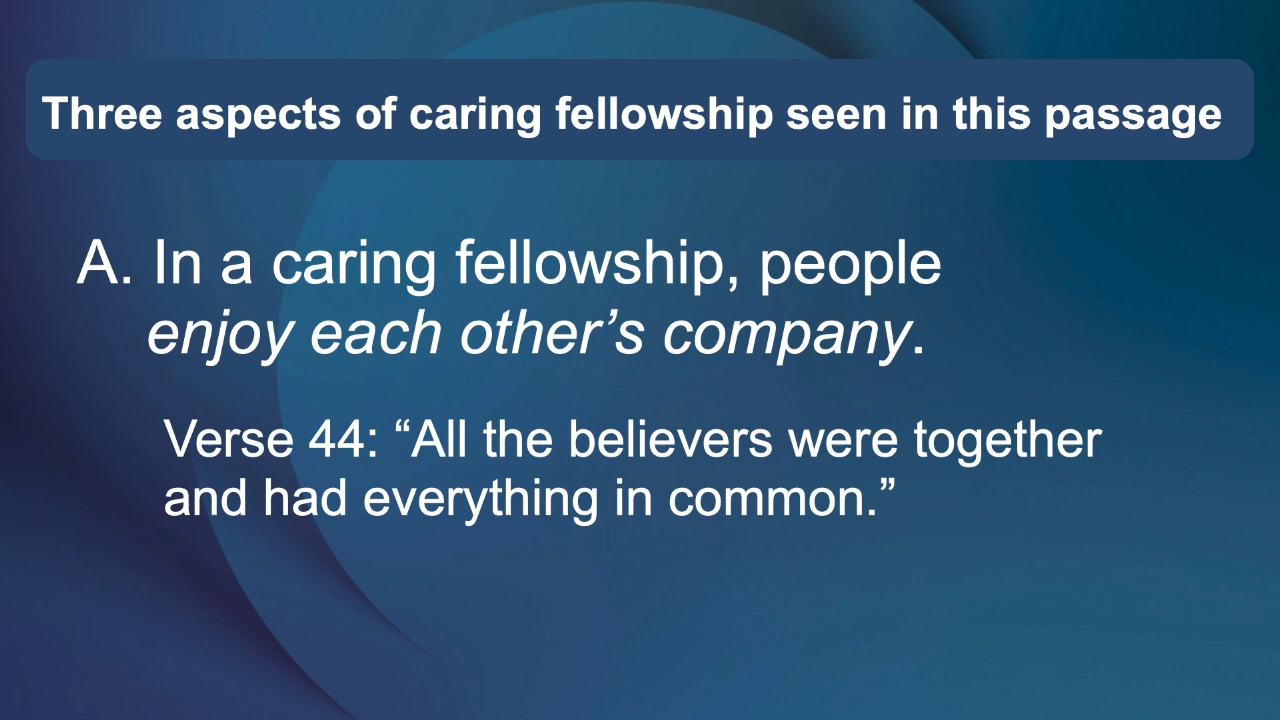 Three aspects of caring fellowship seen in this passage
A. In a caring fellowship, people
enjoy each other’s company.
Verse 44: “All the believers were together
and had everything in common.”